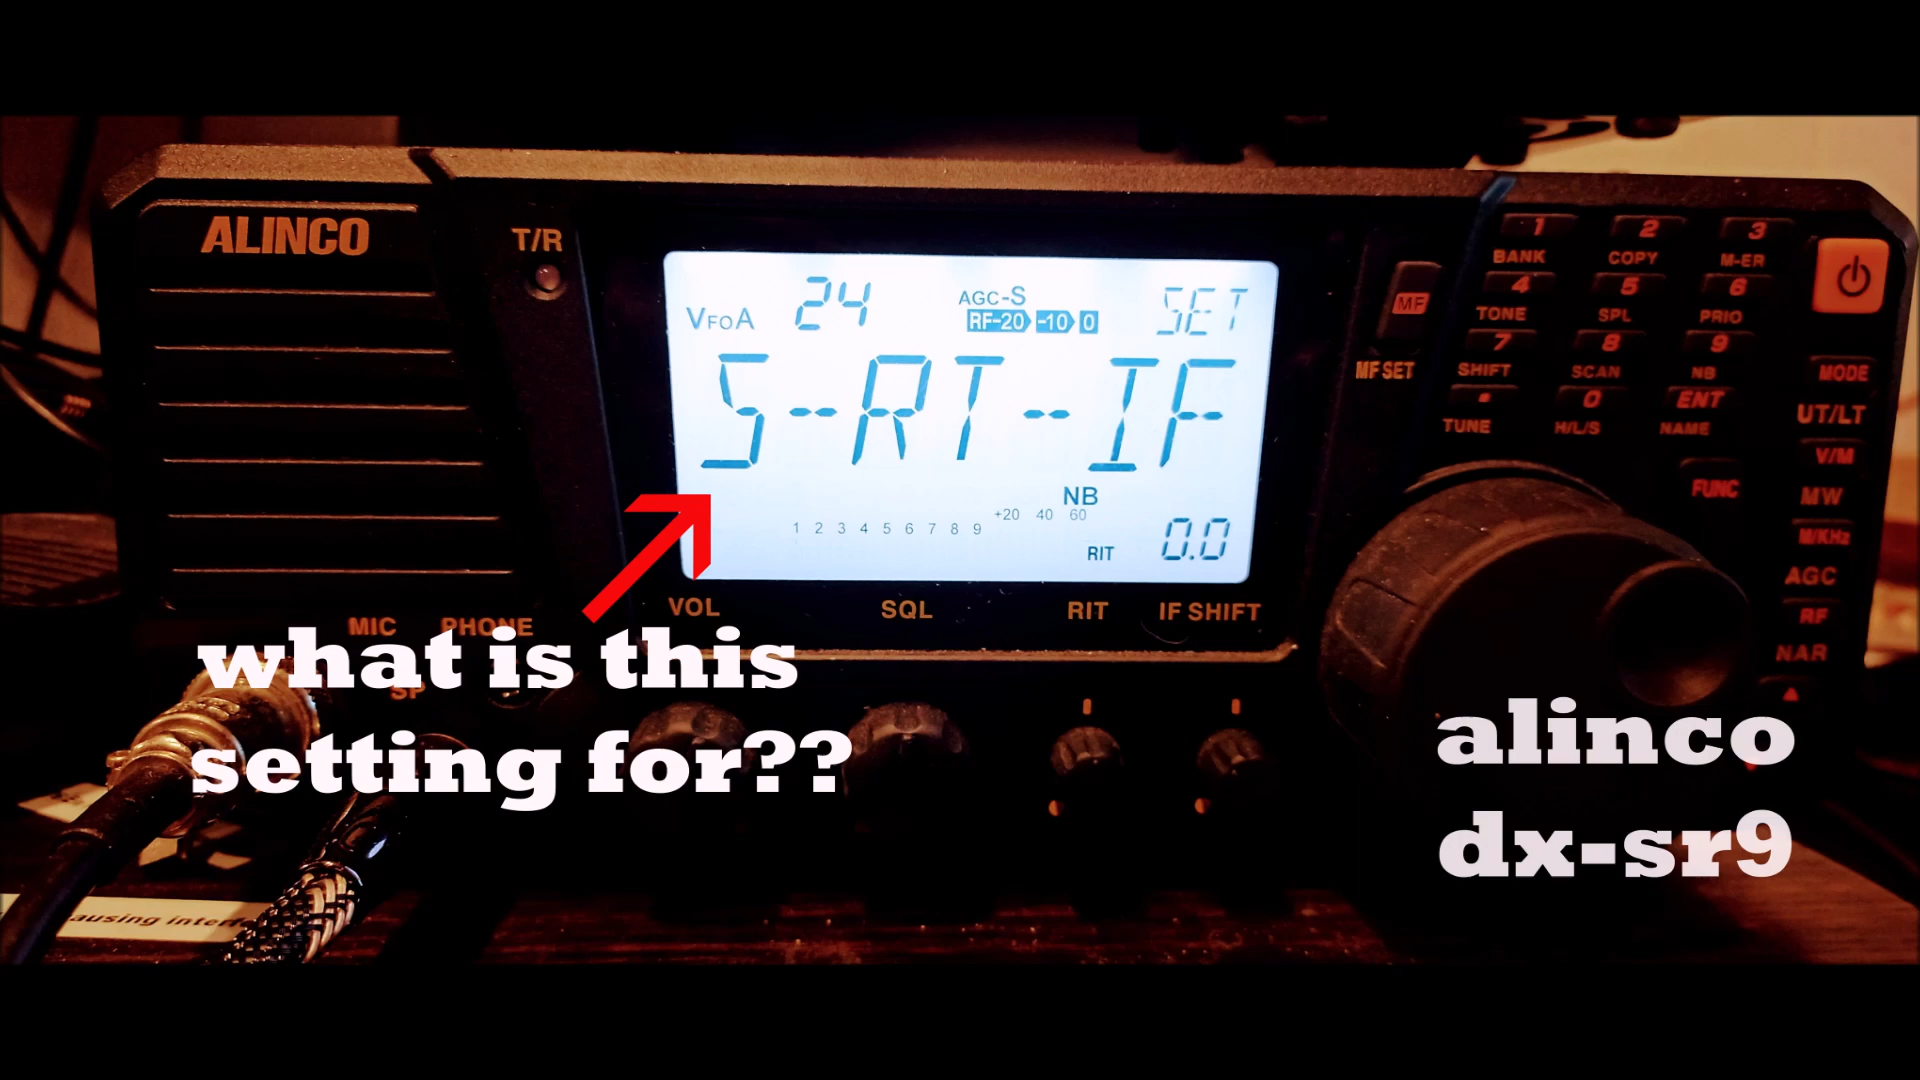 ALINCO
T/R
VFOA 24 AGC-S SET
RF-20 -10 0
S-RT-IF
NB
1 2 3 4 5 6 7 8 9 +20 40 60
RIT 0.0
VOL SQL RIT IF SHIFT
MIC PHONE
SP
MF
MF SET
1 2 3
BANK COPY M-ER
4 5 6
TONE SPL PRIO
7 8 9
SHIFT SCAN NB
. 0 ENT
TUNE H/L/S NAME
FUNC
MODE
UT/LT
V/M
MW
M/KHz
AGC
RF
NAR
what is this
setting for??
alinco
dx-sr9
ausing interfe